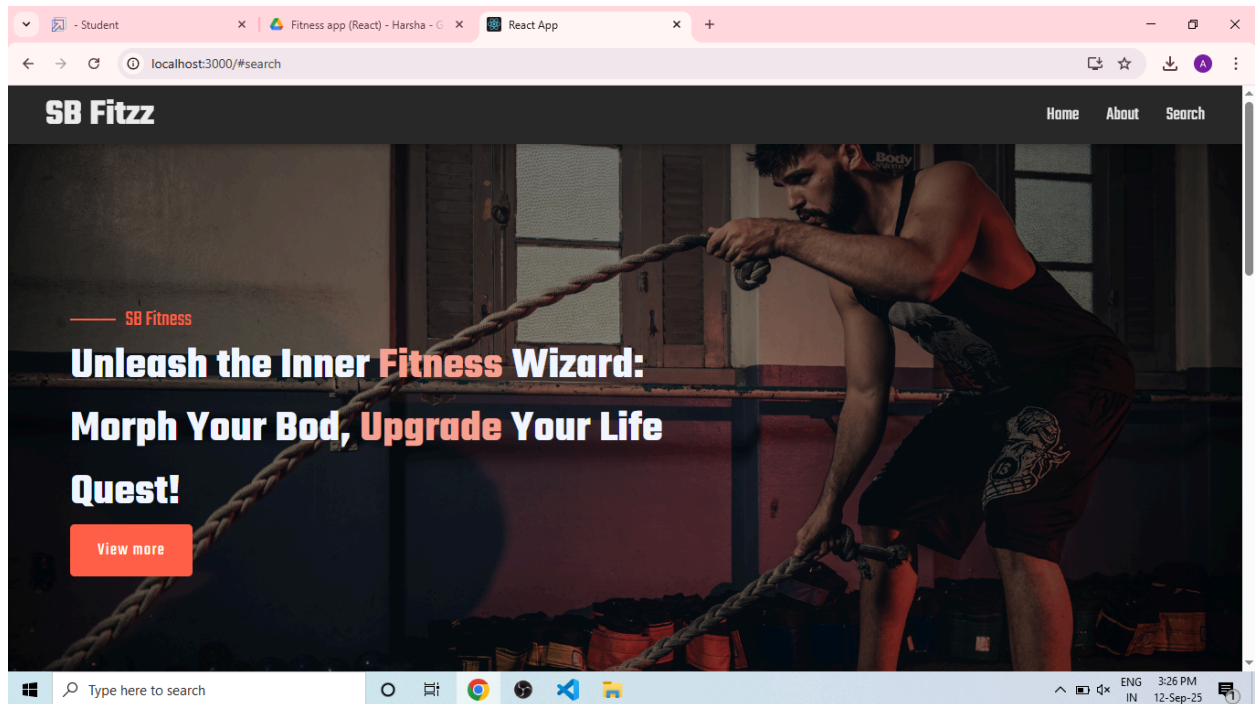 - Student
Fitness app (React) - Harsha - G
React App
localhost:3000/#search
A
SB Fitzz
Home About Search
Body
SB Fitness
Unleash the Inner Fitness Wizard:
Morph Your Bod, Upgrade Your Life
Quest!
View more
Type here to search
ENG
IN
3:26 PM
12-Sep-25
1